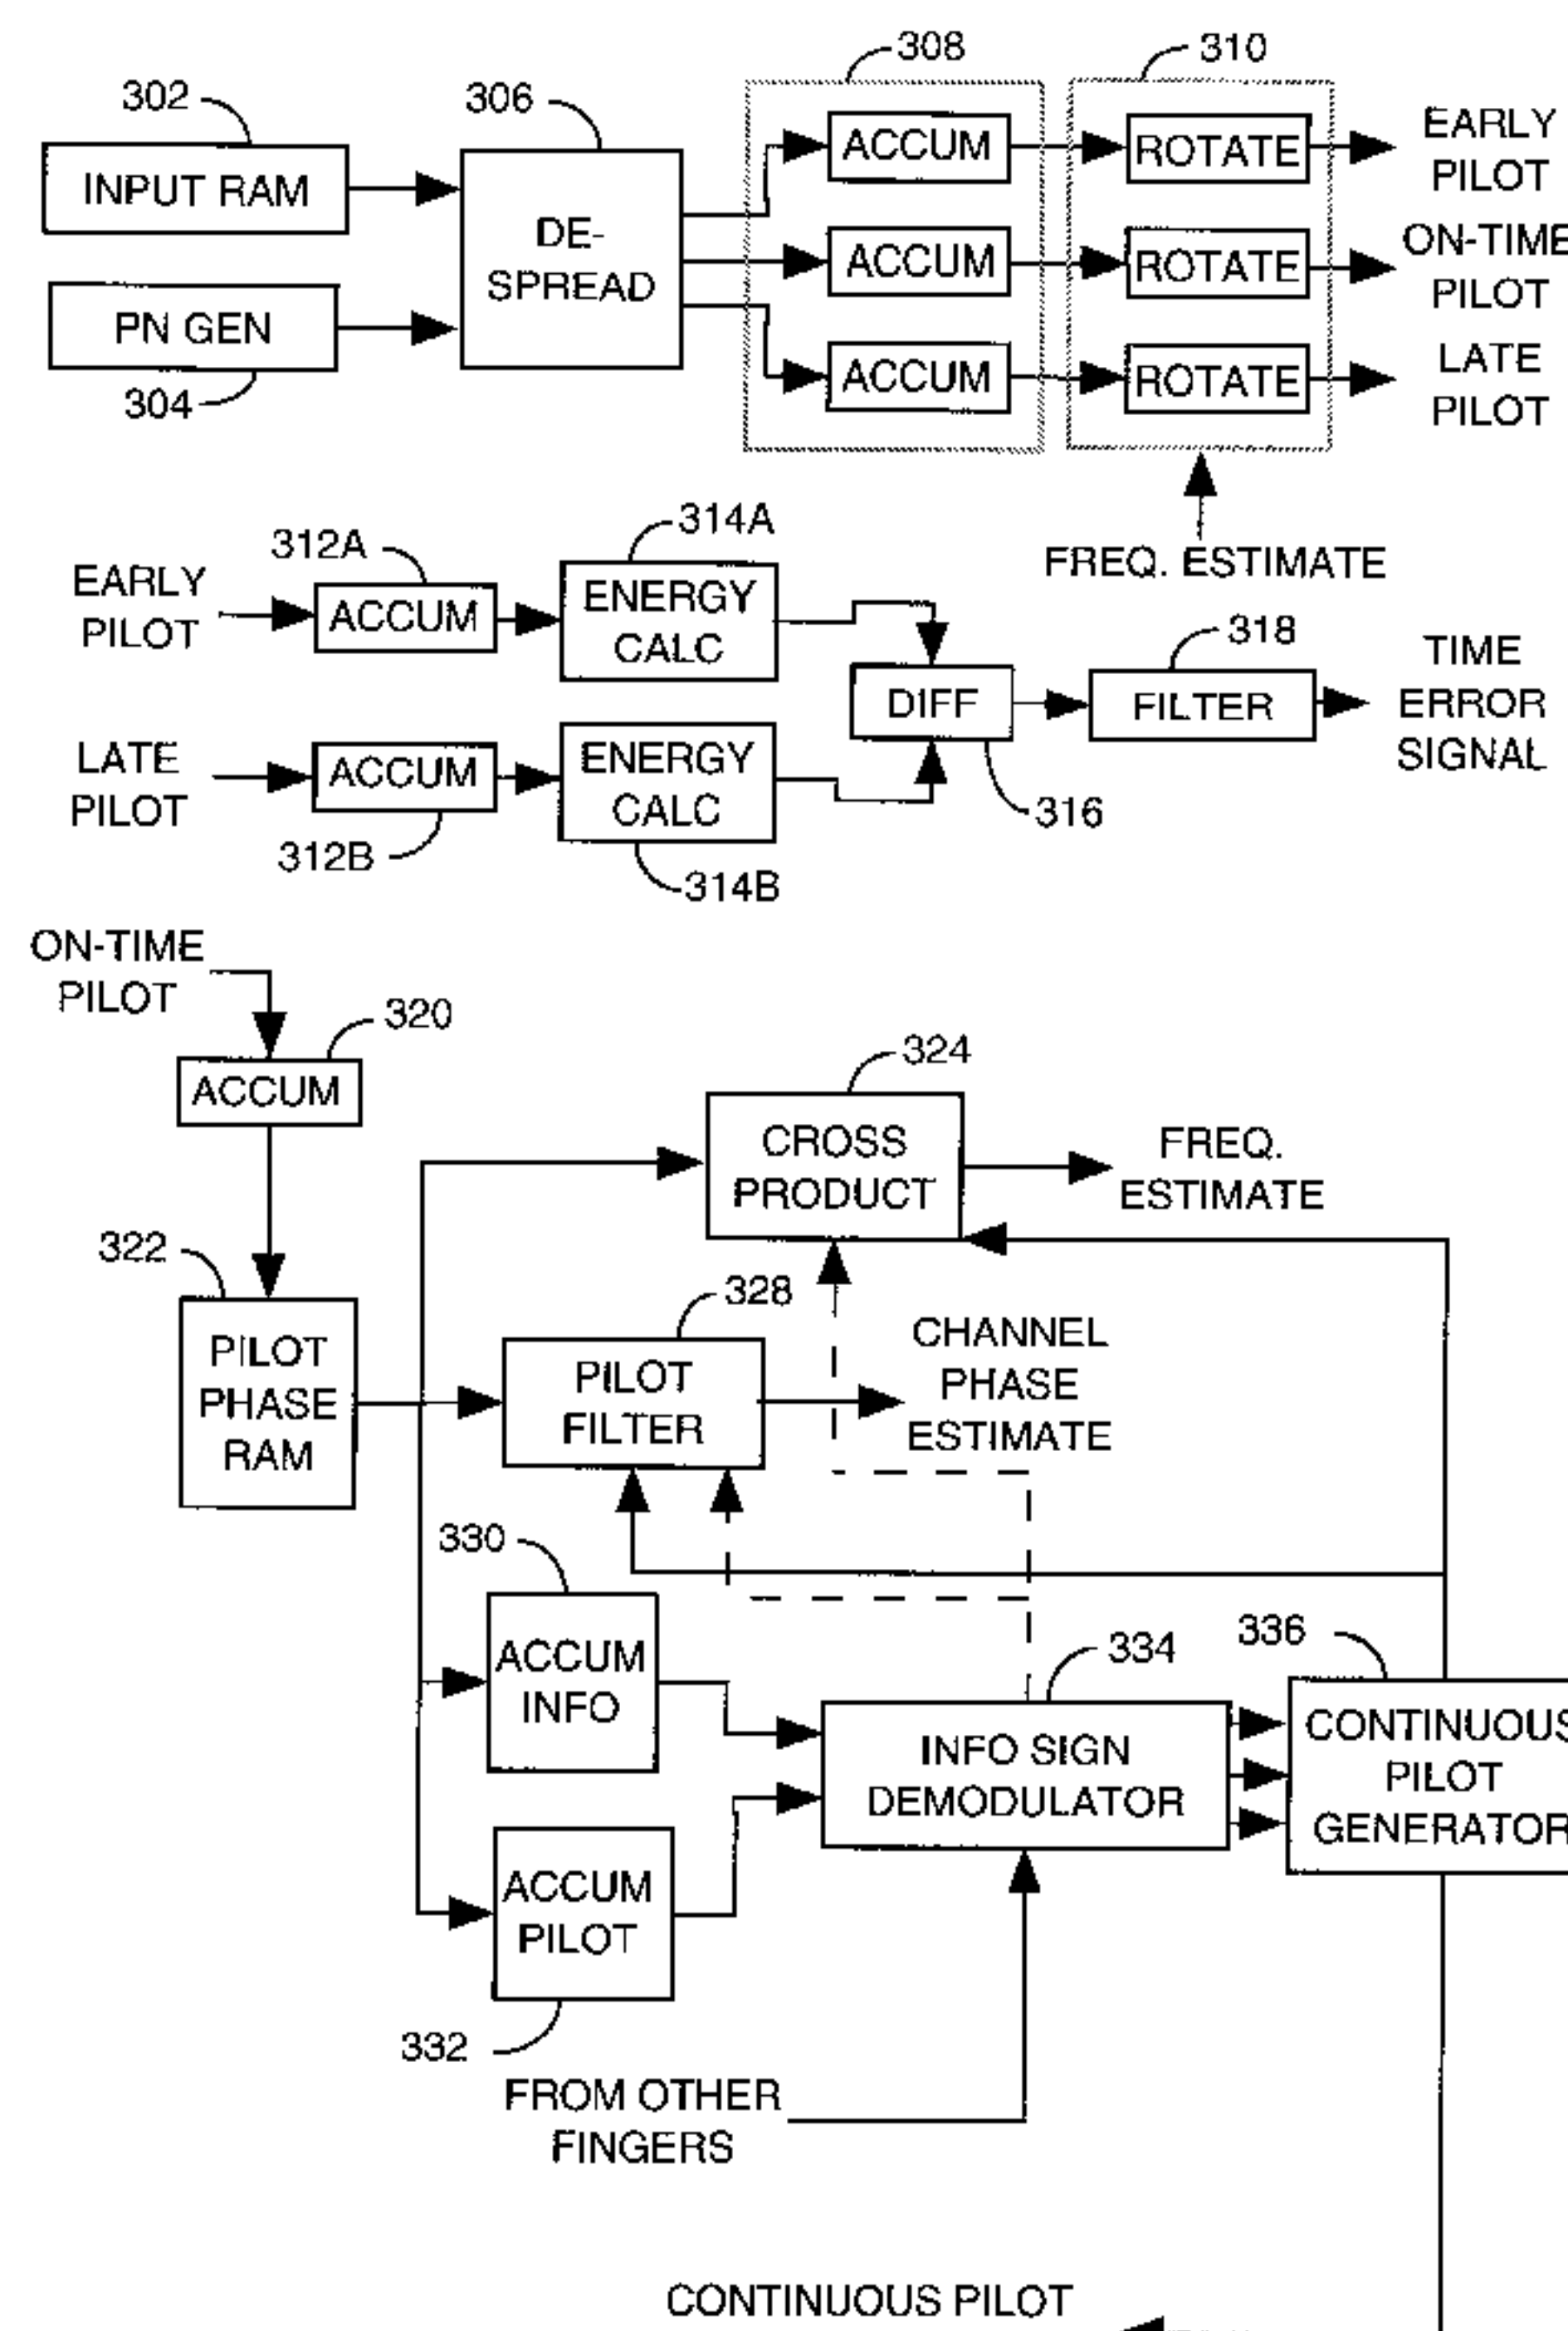 308
310
302
306
INPUT RAM
DE-
SPREAD
PN GEN
304
ACCUM
ROTATE
EARLY
PILOT
ACCUM
ROTATE
ON-TIME
PILOT
ACCUM
ROTATE
LATE
PILOT
FREQ. ESTIMATE
312A
314A
EARLY
PILOT
ACCUM
ENERGY
CALC
318
DIFF
FILTER
TIME
ERROR
SIGNAL
LATE
PILOT
ACCUM
ENERGY
CALC
316
312B
314B
ON-TIME
PILOT
320
ACCUM
324
CROSS
PRODUCT
FREQ.
ESTIMATE
322
PILOT
PHASE
RAM
328
PILOT
FILTER
CHANNEL
PHASE
ESTIMATE
330
ACCUM
INFO
334
336
INFO SIGN
DEMODULATOR
CONTINUOUS
PILOT
GENERATOR
ACCUM
PILOT
332
FROM OTHER
FINGERS
CONTINUOUS PILOT